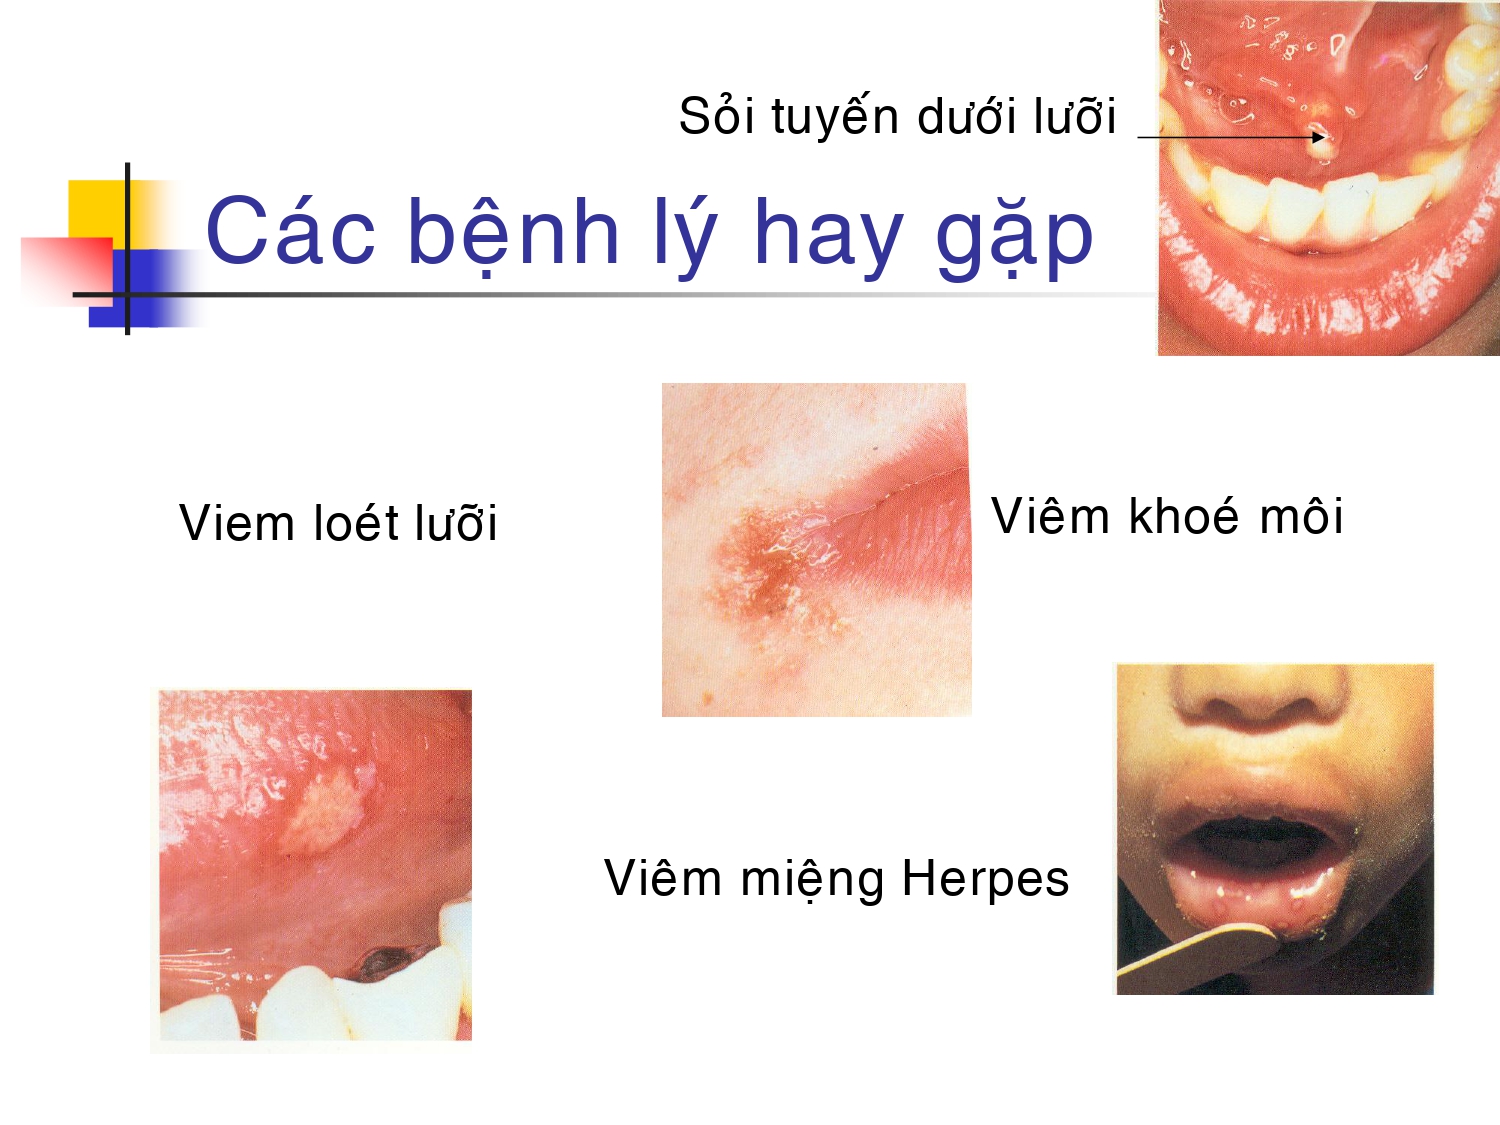 Sỏi tuyến dưới lưỡi
Các bệnh lý hay gặp
Viem loét lưỡi
Viêm khoé môi
Viêm miệng Herpes